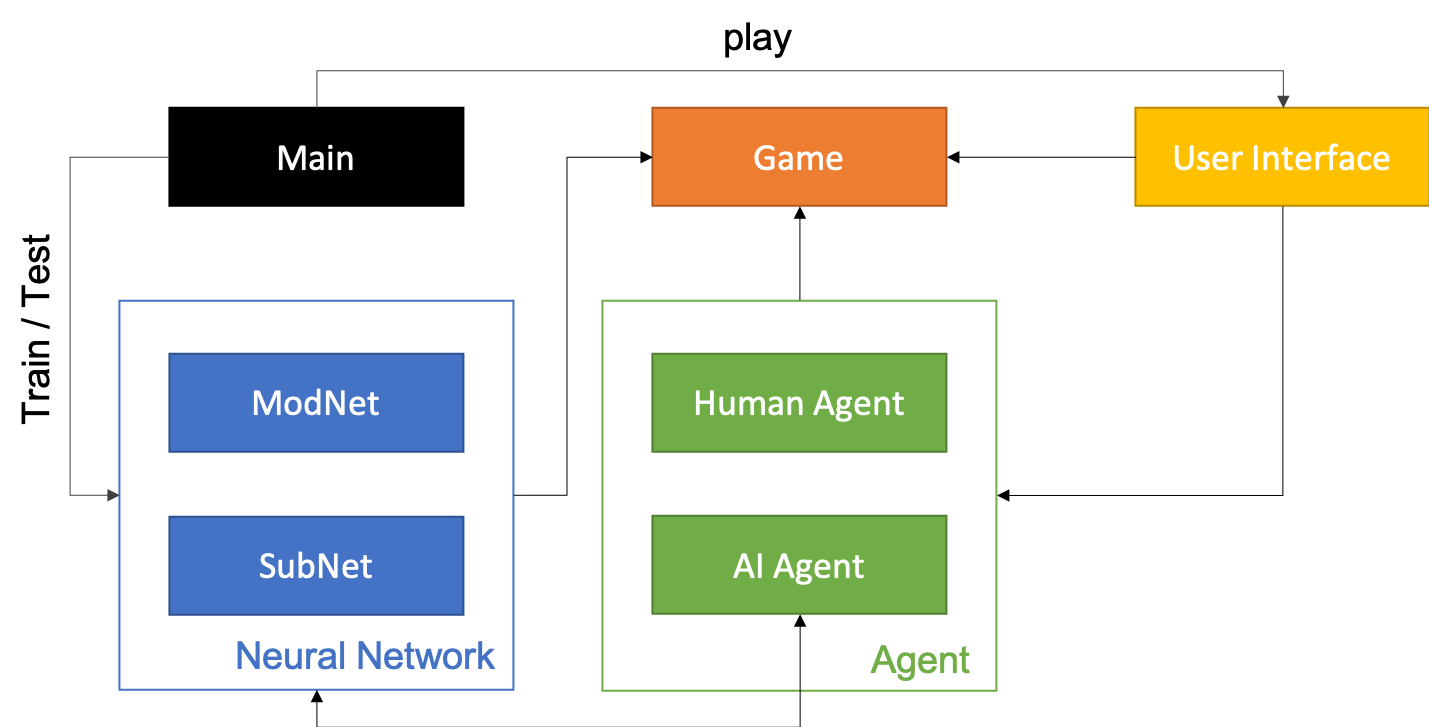 play
Main
Game
User Interface
Train / Test
ModNet
Human Agent
SubNet
AI Agent
Neural Network
Agent